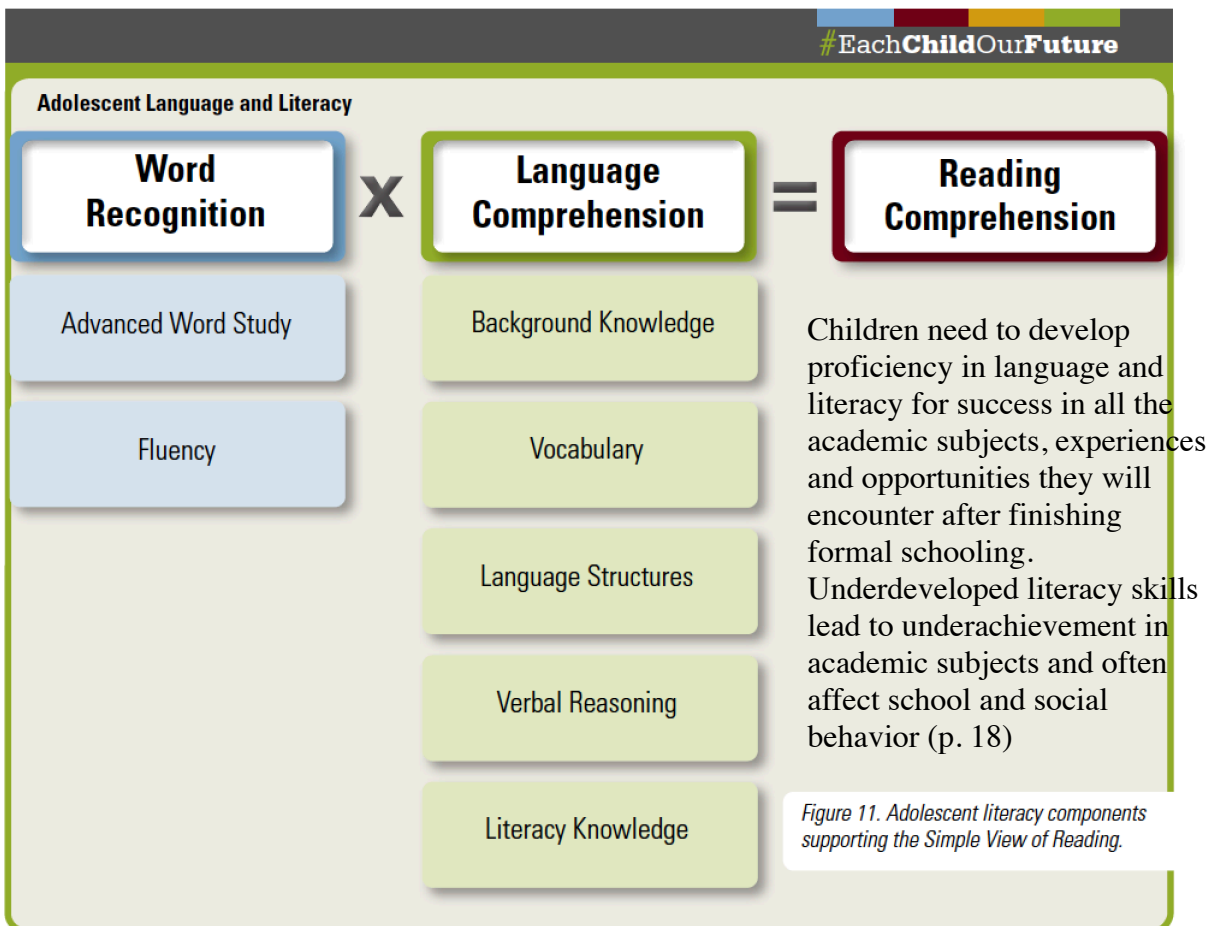 #EachChildOurFuture
Adolescent Language and Literacy
Word
Recognition
X
Language
Comprehension
=
Reading
Comprehension
Advanced Word Study
Fluency
Background Knowledge
Vocabulary
Language Structures
Verbal Reasoning
Literacy Knowledge
Children need to develop
proficiency in language and
literacy for success in all the
academic subjects, experiences
and opportunities they will
encounter after finishing
formal schooling.
Underdeveloped literacy skills
lead to underachievement in
academic subjects and often
affect school and social
behavior (p. 18)
Figure 11. Adolescent literacy components
supporting the Simple View of Reading.